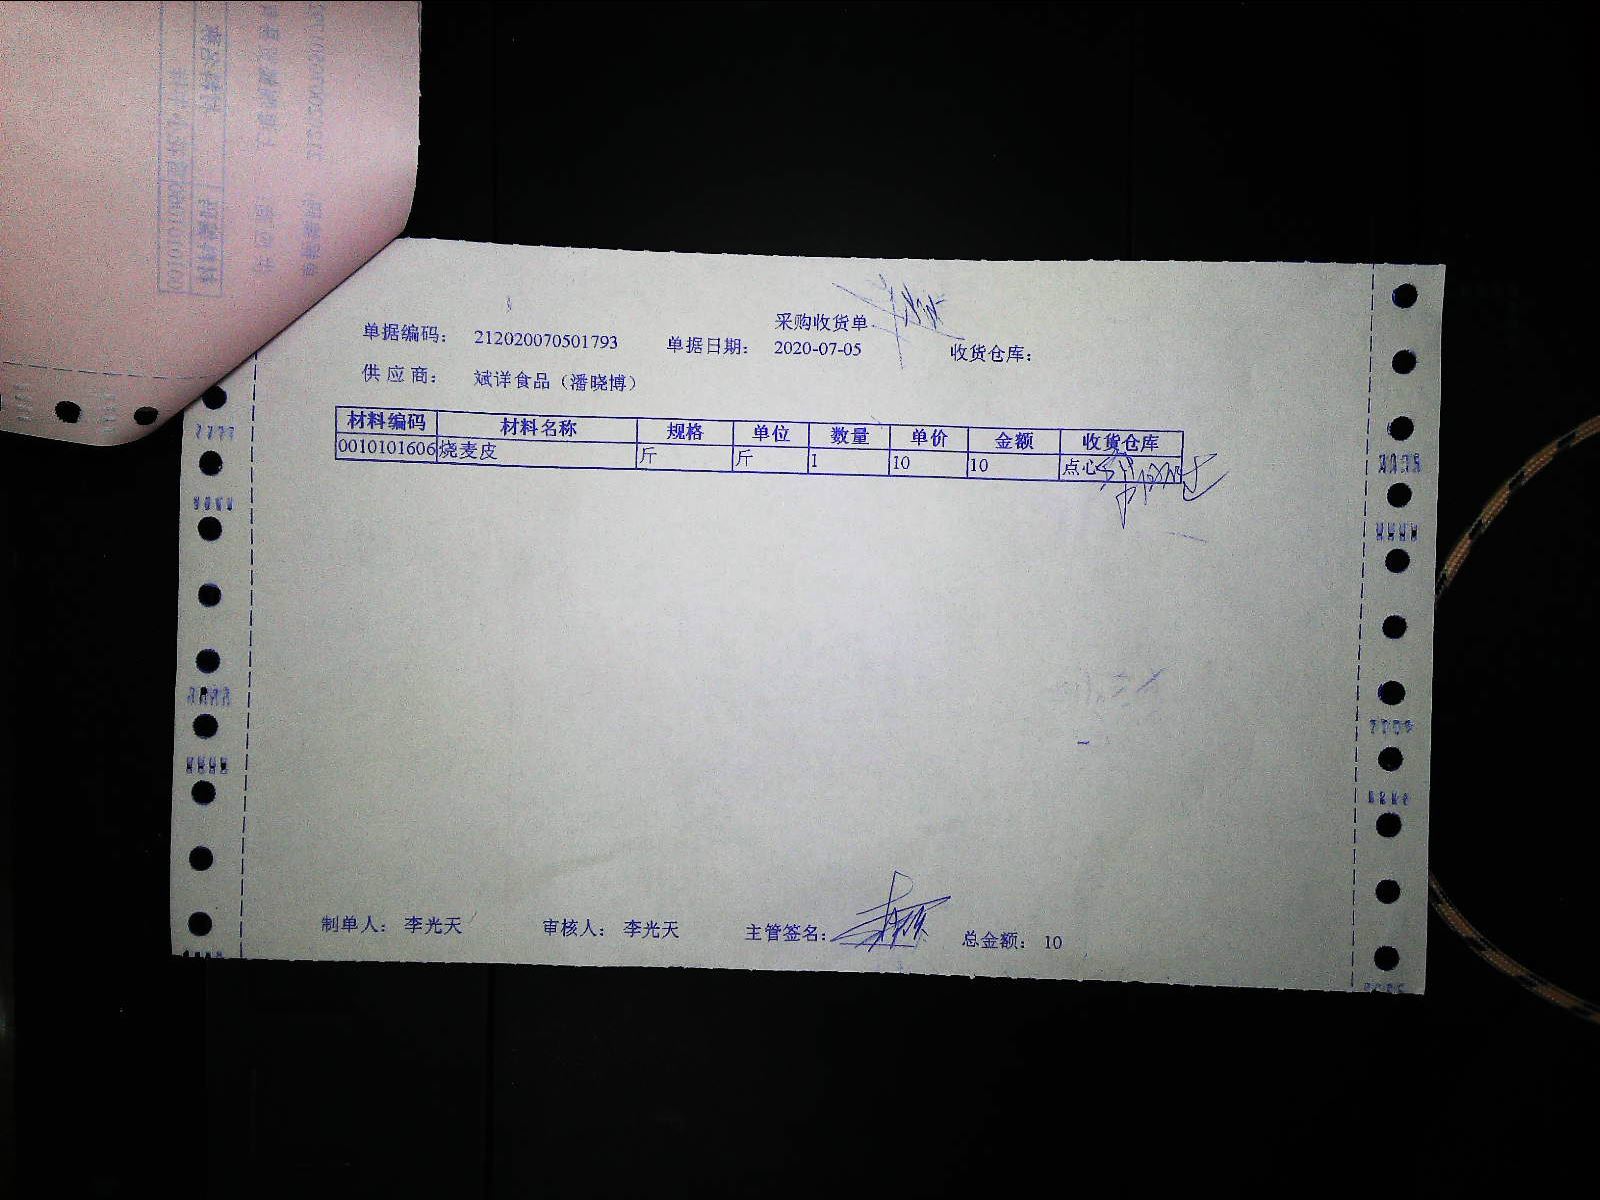 采购收货单
单据编码: 212020070501793 单据日期: 2020-07-05 收货仓库:
供应商: 斌详食品（潘晓博）
材料编码 材料名称 规格 单位 数量 单价 金额 收货仓库
0010101606 烧麦皮 斤 斤 1 10 10 点心
制单人: 李光天 审核人: 李光天 主管签名: 总金额: 10